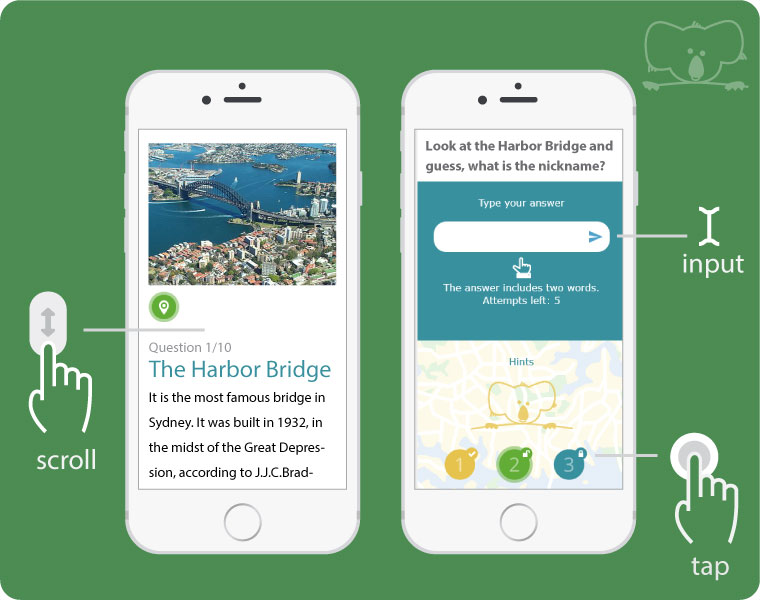 scroll
Question 1/10
The Harbor Bridge
It is the most famous bridge in
Sydney. It was built in 1932, in
the midst of the Great Depres-
sion, according to J.J.C.Brad-
Look at the Harbor Bridge and
guess, what is the nickname?
Type your answer
The answer includes two words.
Attempts left: 5
Hints
1
2
3
input
tap